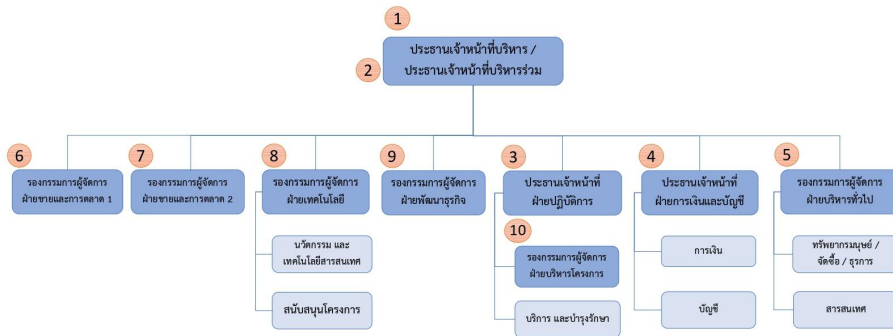 1
ประธานเจ้าหน้าที่บริหาร /
2
ประธานเจ้าหน้าที่บริหารร่วม
6
รองกรรมการผู้จัดการ
ฝ่ายขายและการตลาด 1
7
รองกรรมการผู้จัดการ
ฝ่ายขายและการตลาด 2
8
รองกรรมการผู้จัดการ
ฝ่ายเทคโนโลยี
นวัตกรรม และ
เทคโนโลยีสารสนเทศ
สนับสนุนโครงการ
9
รองกรรมการผู้จัดการ
ฝ่ายพัฒนาธุรกิจ
3
ประธานเจ้าหน้าที่
ฝ่ายปฏิบัติการ
10
รองกรรมการผู้จัดการ
ฝ่ายบริหารโครงการ
บริการ และบำรุงรักษา
4
ประธานเจ้าหน้าที่
ฝ่ายการเงินและบัญชี
การเงิน
บัญชี
5
รองกรรมการผู้จัดการ
ฝ่ายบริหารทั่วไป
ทรัพยากรมนุษย์ /
จัดซื้อ / ธุรการ
สารสนเทศ